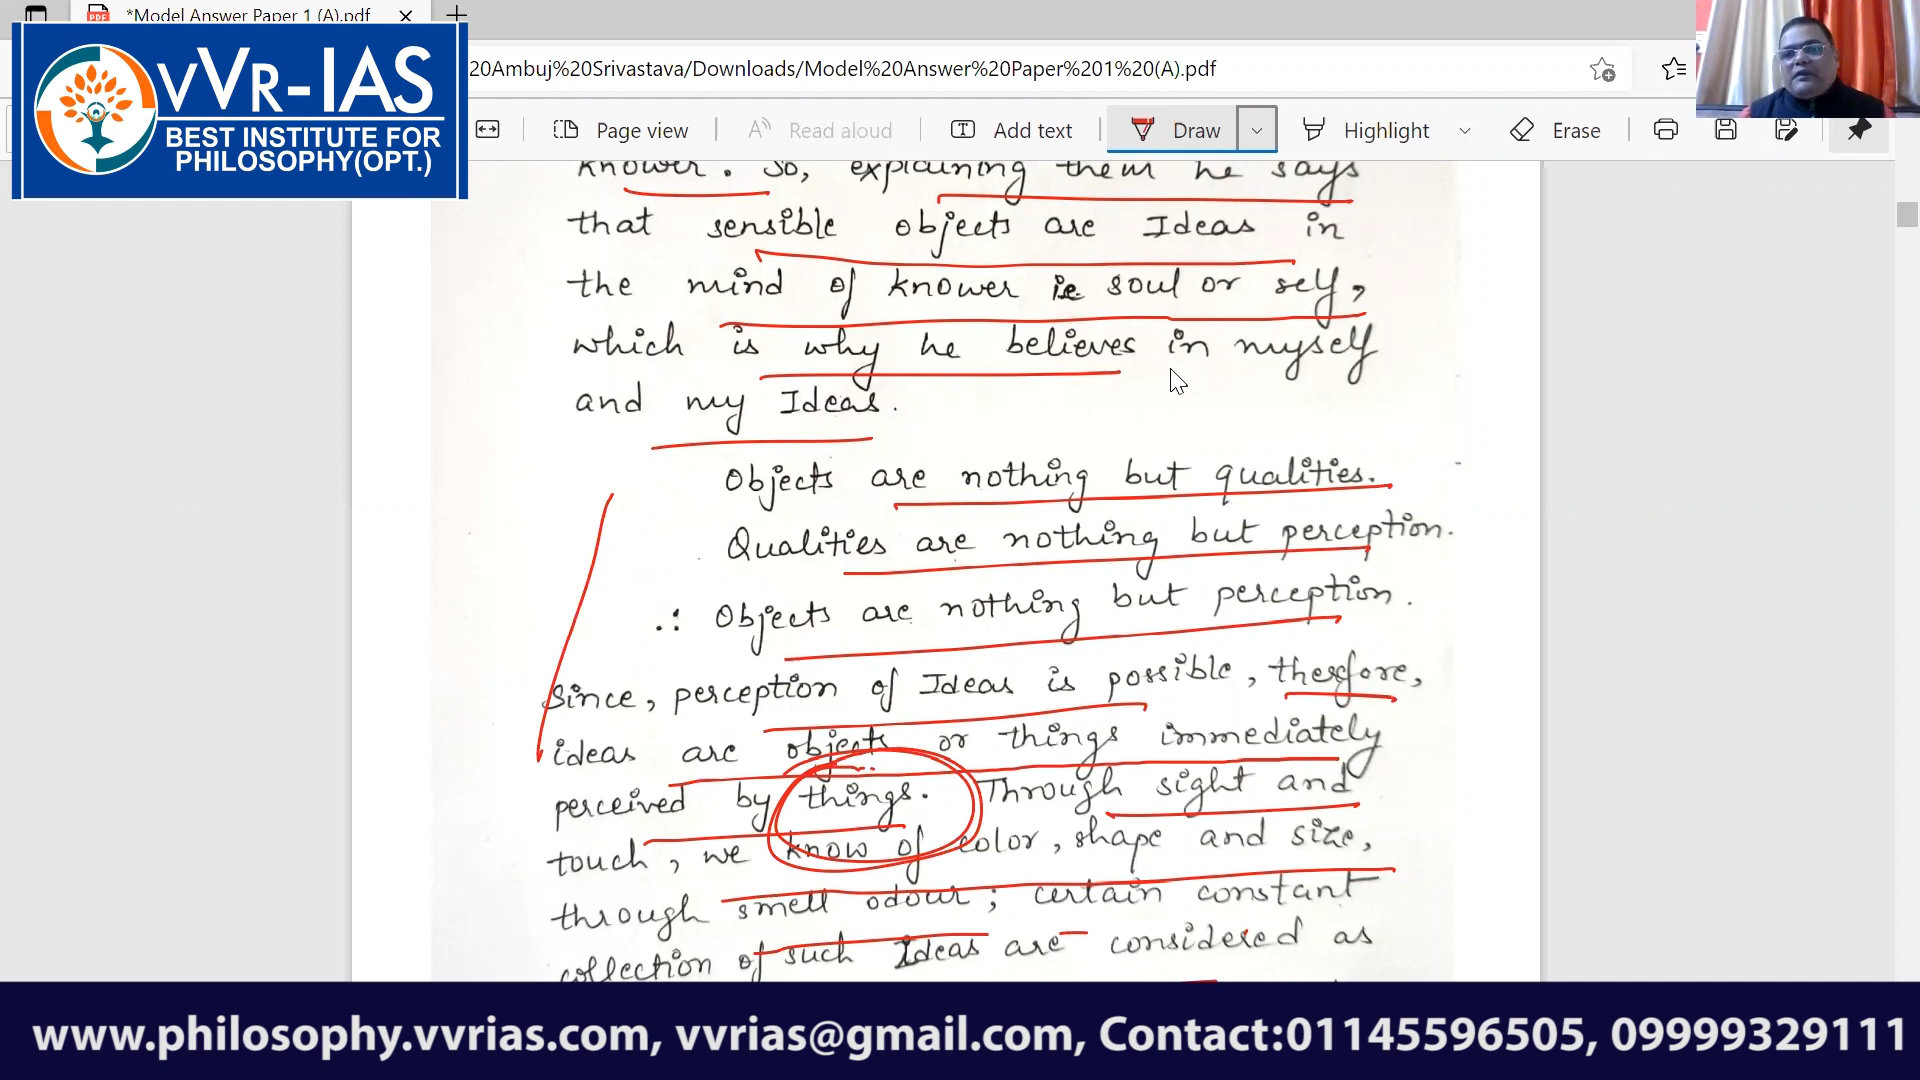 *Model Answer Paper 1 (A).pdf
20Ambuj%20Srivastava/Downloads/Model%20Answer%20Paper%201%20(A).pdf
vVR-IAS
BEST INSTITUTE FOR
PHILOSOPHY(OPT.)
Page view
Read aloud
Add text
Draw
Highlight
Erase
knower. So, explaining them he says
that sensible objects are Ideas in
the mind of knower ie soul or self,
which is why he believes in myself
and my Ideas.
Objects are nothing but qualities.
Qualities are nothing but perception.
∴ Objects are nothing but perception.
Since, perception of Ideas is possible, therefore,
ideas are objects or things immediately
perceived by things. Through sight and
touch, we know of color, shape and size,
through smell odour; certain constant
collection of such Ideas are considered as
www.philosophy.vvrias.com, vvrias@gmail.com, Contact:01145596505, 09999329111